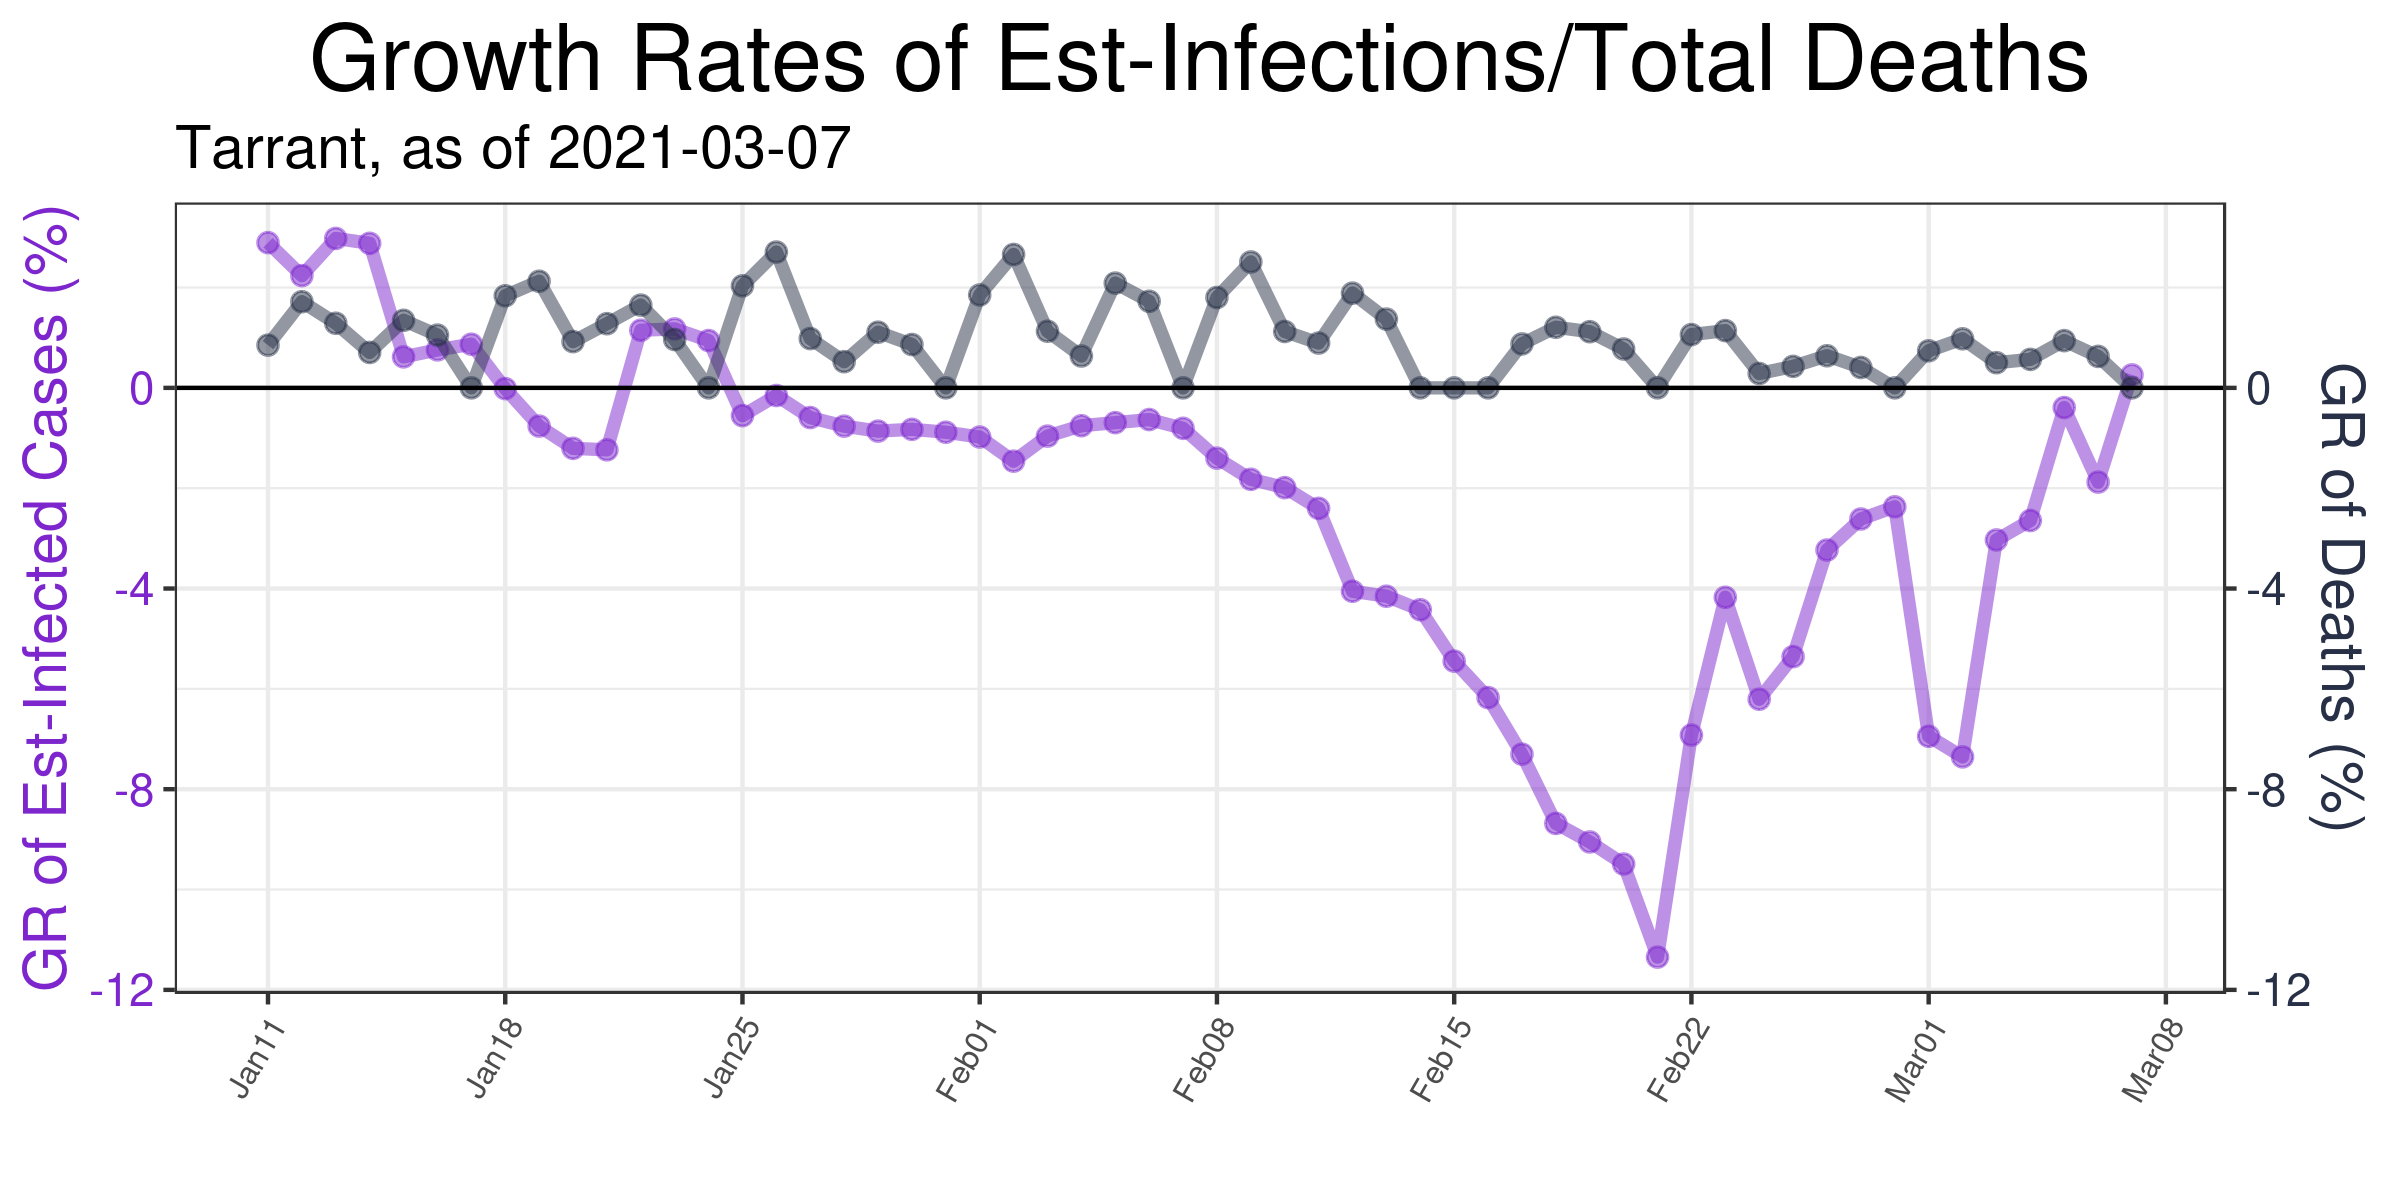 Growth Rates of Est-Infections/Total Deaths
Tarrant, as of 2021-03-07
GR of Est-Infected Cases (%)
0
-4
-8
-12
0
-4
-8
-12
GR of Deaths (%)
Jan11
Jan18
Jan25
Feb01
Feb08
Feb15
Feb22
Mar01
Mar08